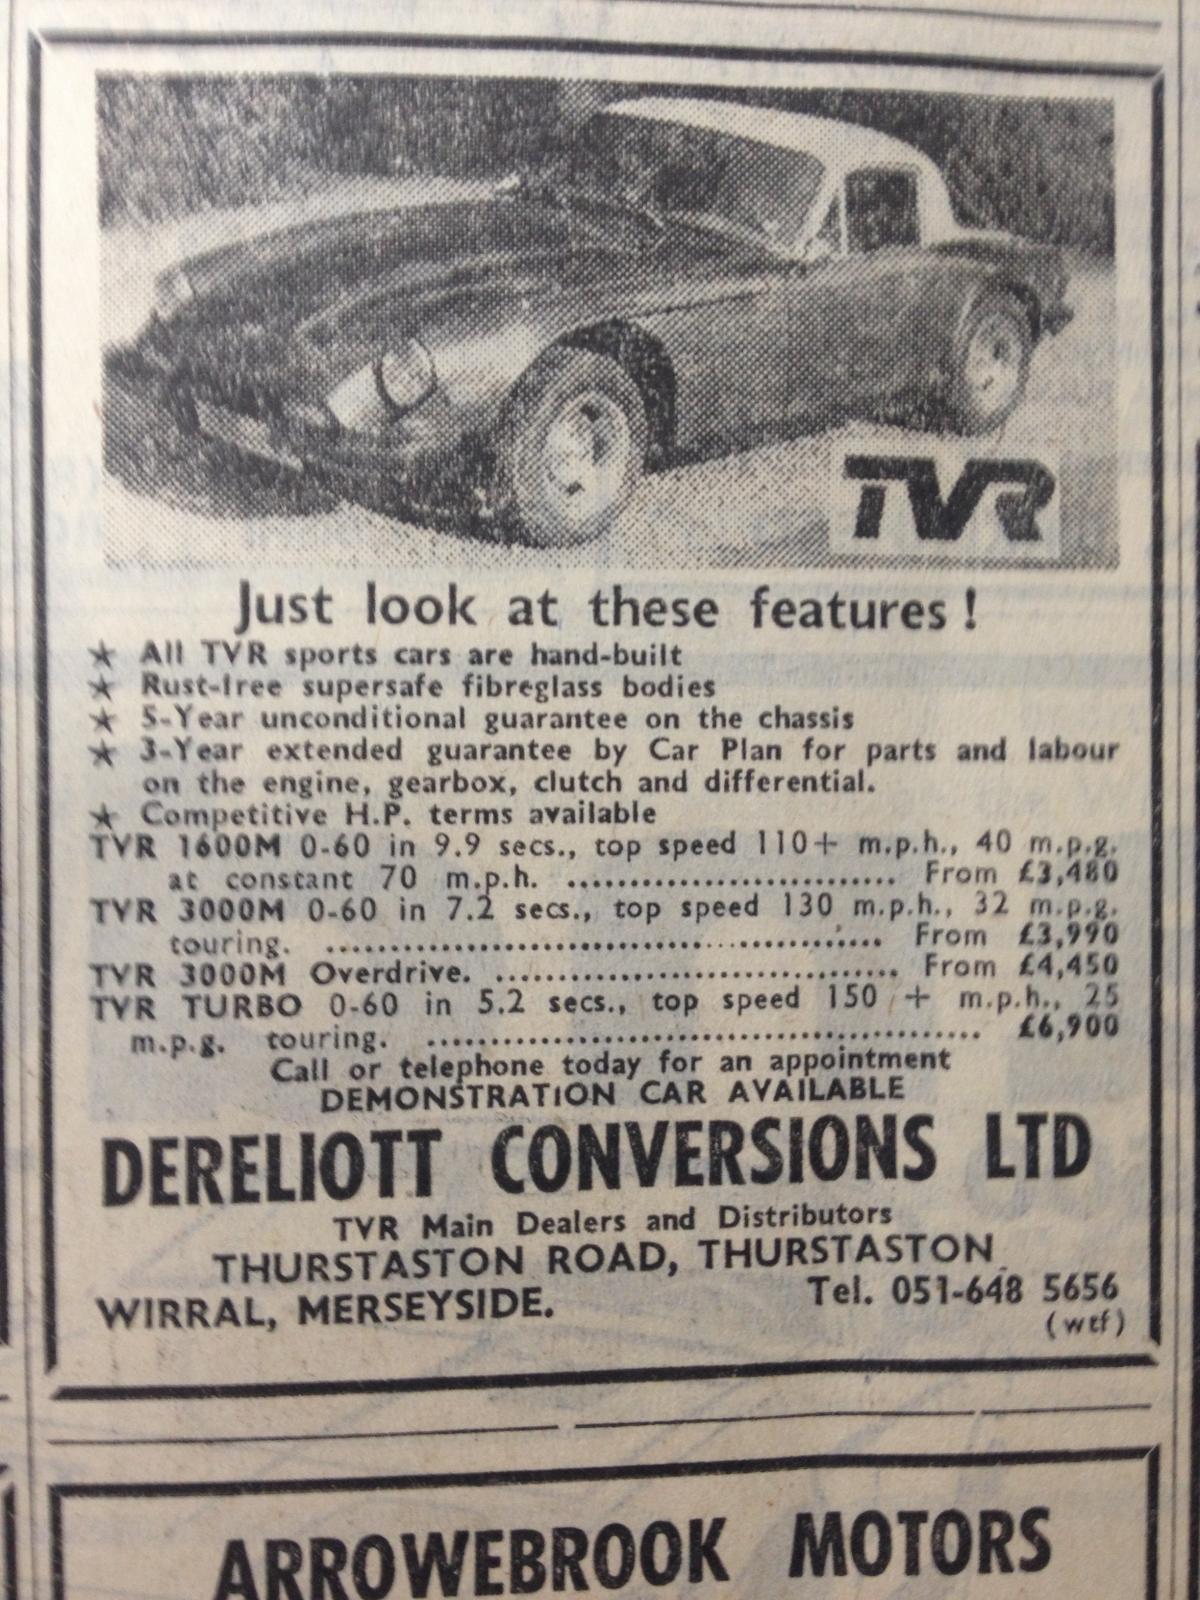 TVR
Just look at these features!
★ All TVR sports cars are hand-built
★ Rust-free supersafe fibreglass bodies
★ 5-Year unconditional guarantee on the chassis
★ 3-Year extended guarantee by Car Plan for parts and labour
on the engine, gearbox, clutch and differential.
★ Competitive H.P. terms available
TVR 1600M 0-60 in 9.9 secs., top speed 110+ m.p.h., 40 m.p.g.
at constant 70 m.p.h. .......................... From £3,480
TVR 3000M 0-60 in 7.2 secs., top speed 130 m.p.h., 32 m.p.g.
touring. ............................................ From £3,990
TVR 3000M Overdrive. ................................ From £4,450
TVR TURBO 0-60 in 5.2 secs., top speed 150 + m.p.h., 25
m.p.g. touring. ............................................ £6,900
Call or telephone today for an appointment
DEMONSTRATION CAR AVAILABLE
DERELIOTT CONVERSIONS LTD
TVR Main Dealers and Distributors
THURSTASTON ROAD, THURSTASTON
WIRRAL, MERSEYSIDE. Tel. 051-648 5656
(wtf)
ARROWEBROOK MOTORS